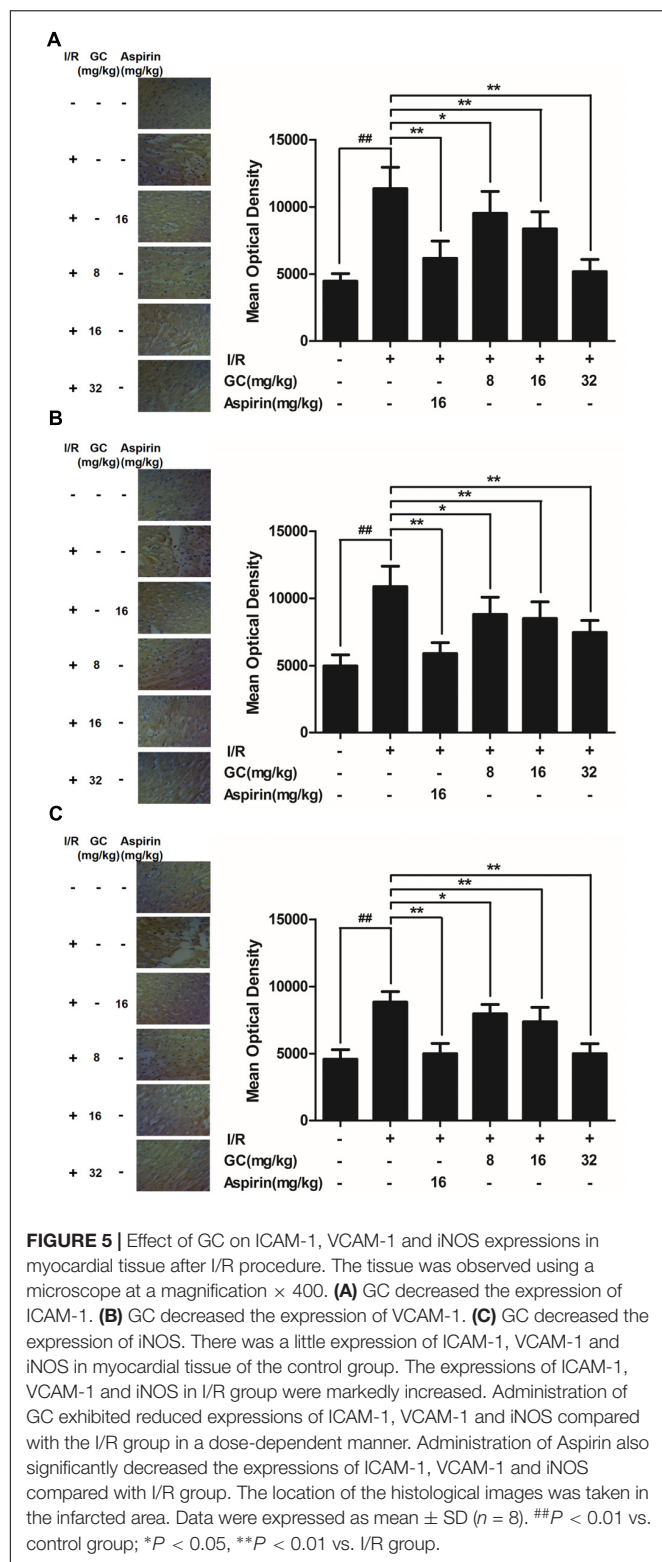 A
I/R GC Aspirin
(mg/kg) (mg/kg)
- - -
+ - -
+ - 16
+ 8 -
+ 16 -
+ 32 -
**
**
*
## **
15000
10000
5000
0
Mean Optical Density
I/R - + + + + +
GC(mg/kg) - - - 8 16 32
Aspirin(mg/kg) - - 16 - - -
B
I/R GC Aspirin
(mg/kg) (mg/kg)
- - -
+ - -
+ - 16
+ 8 -
+ 16 -
+ 32 -
**
**
*
## **
15000
10000
5000
0
Mean Optical Density
I/R - + + + + +
GC(mg/kg) - - - 8 16 32
Aspirin(mg/kg) - - 16 - - -
C
I/R GC Aspirin
(mg/kg) (mg/kg)
- - -
+ - -
+ - 16
+ 8 -
+ 16 -
+ 32 -
**
**
*
## **
15000
10000
5000
0
Mean Optical Density
I/R - + + + + +
GC(mg/kg) - - - 8 16 32
Aspirin(mg/kg) - - 16 - - -
FIGURE 5 | Effect of GC on ICAM-1, VCAM-1 and iNOS expressions in
myocardial tissue after I/R procedure. The tissue was observed using a
microscope at a magnification × 400. (A) GC decreased the expression of
ICAM-1. (B) GC decreased the expression of VCAM-1. (C) GC decreased the
expression of iNOS. There was a little expression of ICAM-1, VCAM-1 and
iNOS in myocardial tissue of the control group. The expressions of ICAM-1,
VCAM-1 and iNOS in I/R group were markedly increased. Administration of
GC exhibited reduced expressions of ICAM-1, VCAM-1 and iNOS compared
with the I/R group in a dose-dependent manner. Administration of Aspirin also
significantly decreased the expressions of ICAM-1, VCAM-1 and iNOS
compared with I/R group. The location of the histological images was taken in
the infarcted area. Data were expressed as mean ± SD (n = 8). ##P < 0.01 vs.
control group; *P < 0.05, **P < 0.01 vs. I/R group.